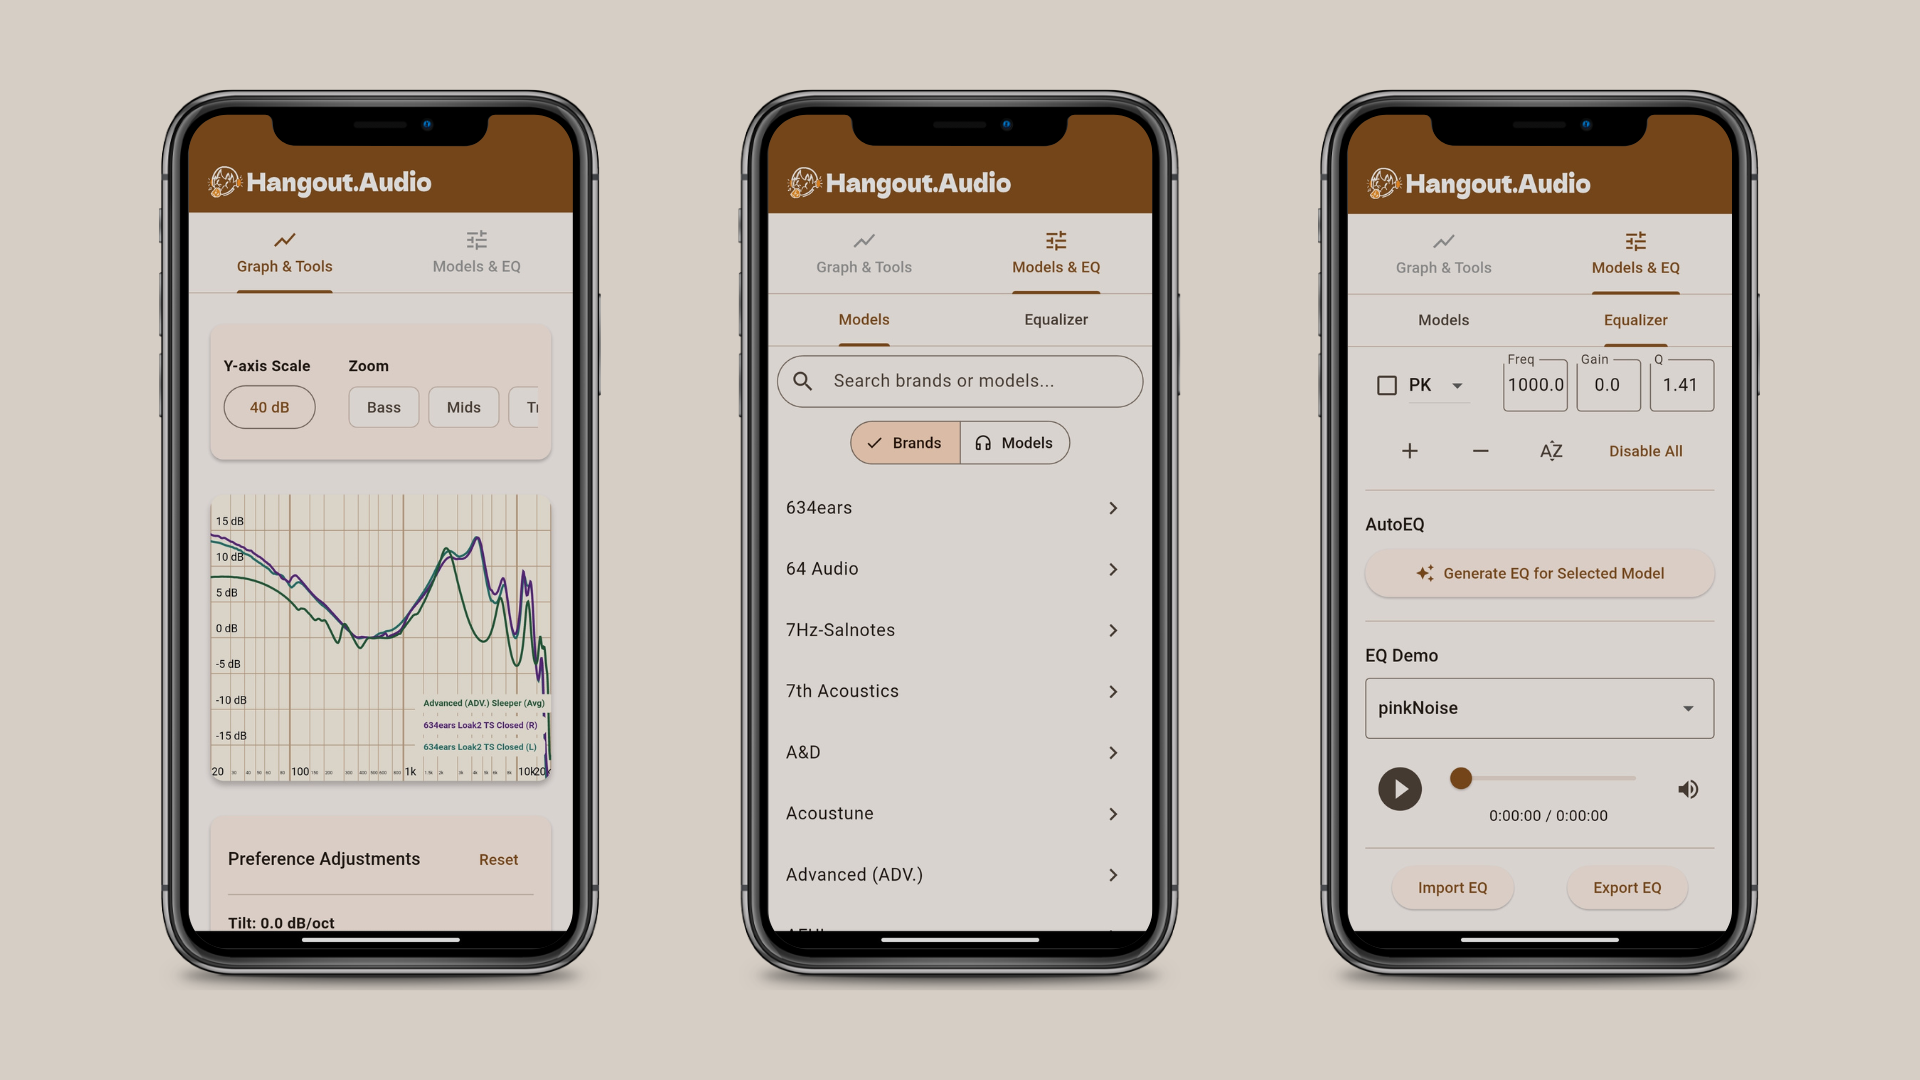 Hangout.Audio
Graph & Tools
Models & EQ
Y-axis Scale
Zoom
40 dB
Bass
Mids
15 dB
10 dB
5 dB
0 dB
-5 dB
-10 dB
-15 dB
Advanced (ADV.) Sleeper (Avg)
634ears Loak2 TS Closed (R)
634ears Loak2 TS Closed (L)
20
100
1k
10k
Preference Adjustments
Reset
Tilt: 0.0 dB/oct
Hangout.Audio
Graph & Tools
Models & EQ
Models
Equalizer
Search brands or models...
Brands
Models
634ears
64 Audio
7Hz-Salnotes
7th Acoustics
A&D
Acoustune
Advanced (ADV.)
Hangout.Audio
Graph & Tools
Models & EQ
Models
Equalizer
PK
Freq
1000.0
Gain
0.0
Q
1.41
AZ
Disable All
AutoEQ
Generate EQ for Selected Model
EQ Demo
pinkNoise
0:00:00 / 0:00:00
Import EQ
Export EQ